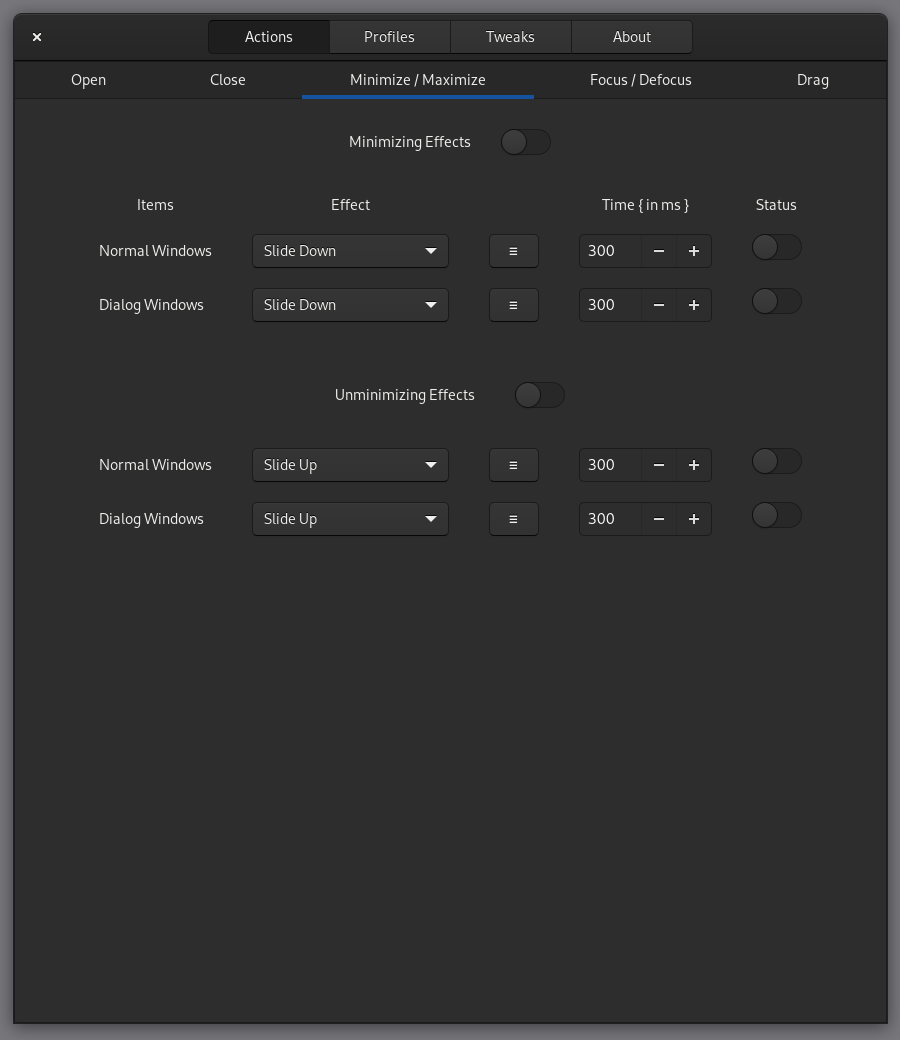 Actions Profiles Tweaks About
Open Close Minimize / Maximize Focus / Defocus Drag
Minimizing Effects
Items Effect Time { in ms } Status
Normal Windows Slide Down 300
Dialog Windows Slide Down 300
Unminimizing Effects
Normal Windows Slide Up 300
Dialog Windows Slide Up 300